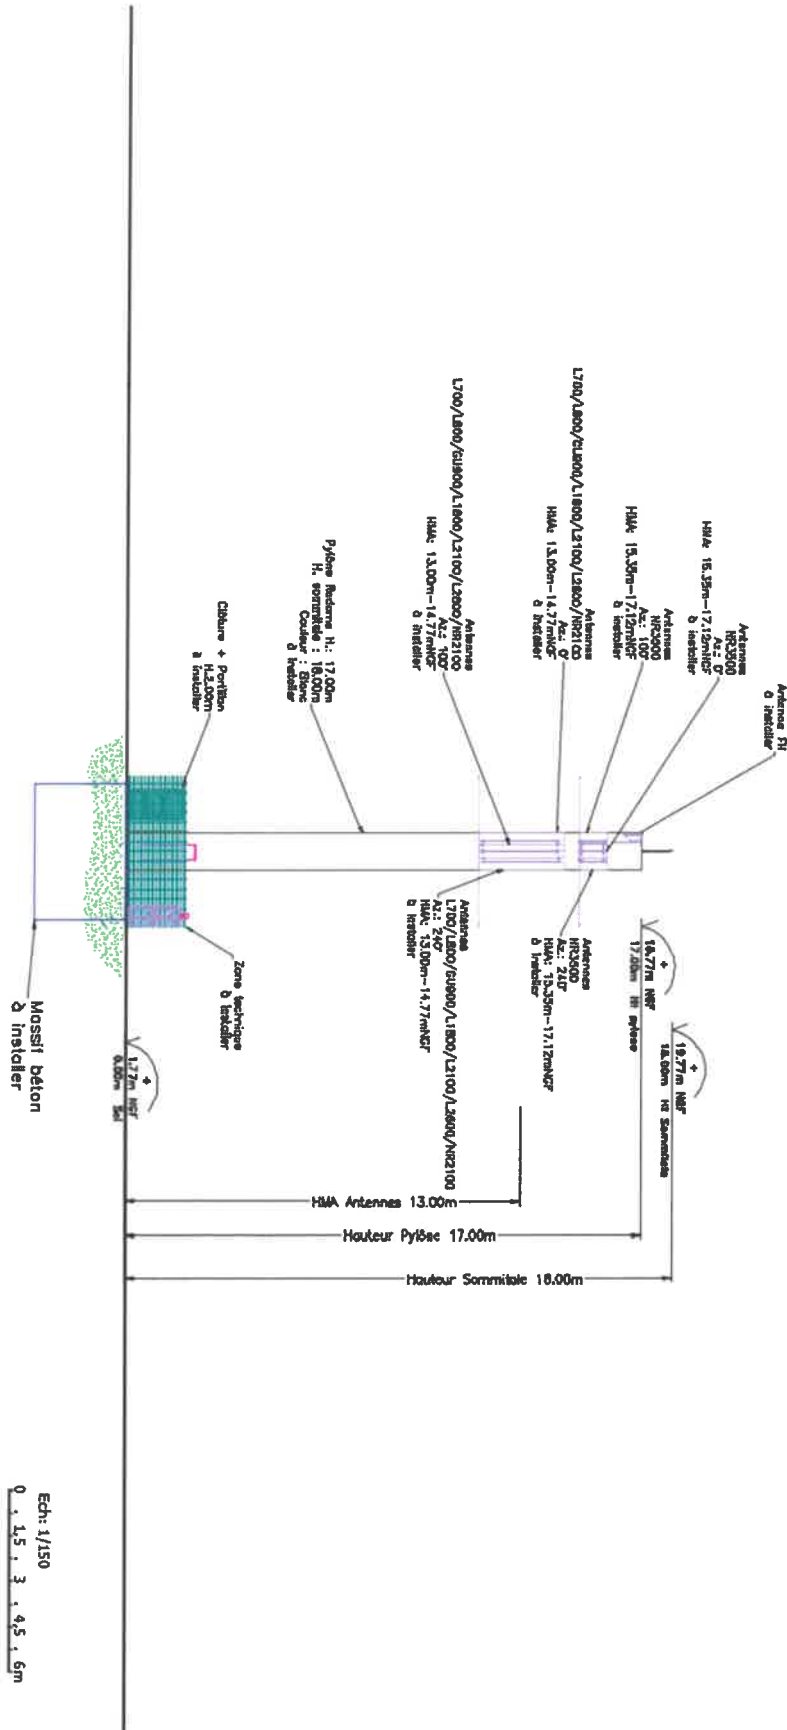 Antenne FH
à installer
Antennes
NR3500
Az.: 0°
HMA: 15.35m-17.12mNGF
à installer
Antennes
Az.: 100°
HMA: 15.35m-17.12mNGF
à installer
Antennes
L700/L800/GU900/L1800/L2100/L2600/NR2100
Az.: 0°
HMA: 13.00m-14.77mNGF
à installer
Antennes
L700/L800/GU900/L1800/L2100/L2600/NR2100
Az.: 100°
HMA: 13.00m-14.77mNGF
à installer
Pylône Radome H.: 17.00m
H. sommitale : 18.00m
Couleur : Blanc
à installer
Clôture + Portillon
H.2.00m
à installer
19.77m NGF
18.00m Ht Sommitale
18.77m NGF
17.00m Ht pylone
Antennes
NR3500
Az.: 240°
HMA: 15.35m-17.12mNGF
à installer
Antennes
L700/L800/GU900/L1800/L2100/L2600/NR2100
Az.: 240°
HMA: 13.00m-14.77mNGF
à installer
Zone technique
à installer
1.77m NGF
0.00m Sol
Massif béton
à installer
HMA Antennes 13.00m
Hauteur Pylône 17.00m
Hauteur Sommitale 18.00m
Ech: 1/150
0 1,5 3 4,5 6m